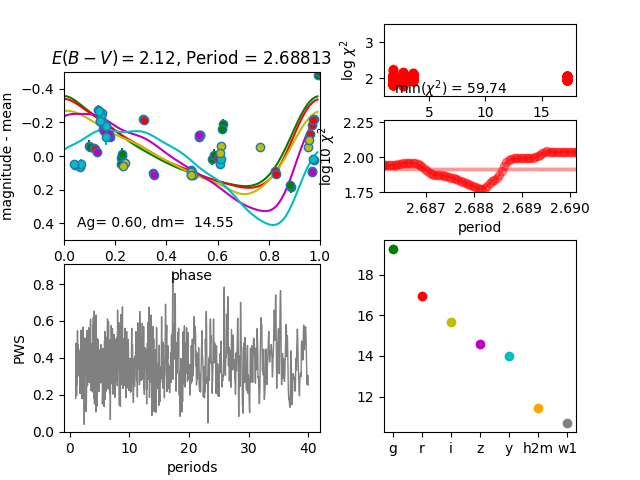 E(B − V) = 2.12, Period = 2.68813
magnitude - mean
−0.4
−0.2
0.0
0.2
0.4
Ag= 0.60, dm=  14.55
0.0 0.2 0.4 0.6 0.8 1.0
phase
log χ²
3
2
min(χ²) = 59.74
5 10 15
log10 χ²
2.25
2.00
1.75
2.687 2.688 2.689 2.690
period
PWS
0.8
0.6
0.4
0.2
0.0
0 10 20 30 40
periods
18
16
14
12
g r i z y h2m w1